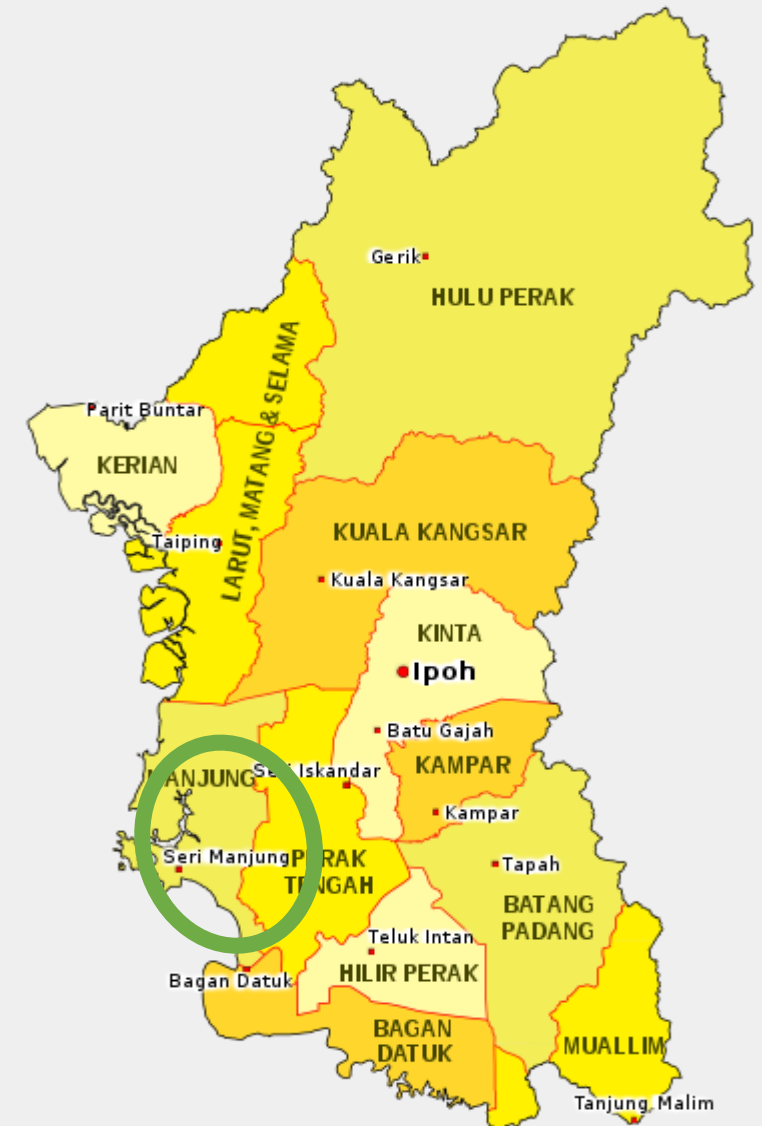 Gerik
HULU PERAK
LARUT, MATANG & SELAMA
Parit Buntar
KERIAN
Taiping
KUALA KANGSAR
Kuala Kangsar
KINTA
Ipoh
Batu Gajah
MANJUNG
Seri Iskandar
KAMPAR
Kampar
Seri Manjung
PERAK
TENGAH
Tapah
BATANG
PADANG
Teluk Intan
HILIR PERAK
Bagan Datuk
BAGAN
DATUK
MUALLIM
Tanjung Malim